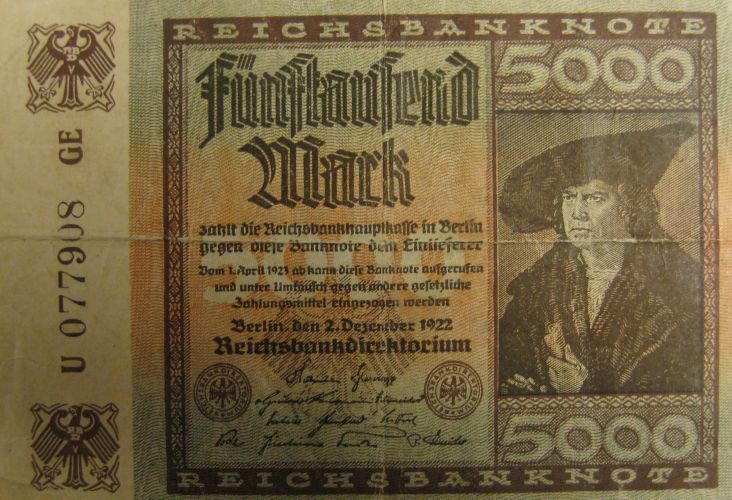 REICHSBANKNOTE
5000
Fünftausend
Mark
zahlt die Reichsbankhauptkasse in Berlin
gegen diese Banknote dem Einlieferer
Vom 1. April 1923 ab kann diese Banknote aufgerufen
und unter Umtausch gegen andere gesetzliche
Zahlungsmittel eingezogen werden
Berlin, den 2. Dezember 1922
Reichsbankdirektorium
5000
REICHSBANKNOTE
U 077908 GE